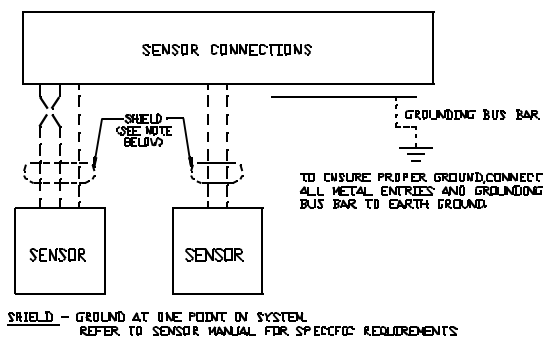 SENSOR CONNECTIONS
SHIELD
(SEE NOTE
BELOW)
GROUNDING BUS BAR
TO ENSURE PROPER GROUND,CONNECT
ALL METAL ENTRIES AND GROUNDING
BUS BAR TO EARTH GROUND.
SENSOR
SENSOR
SHIELD - GROUND AT ONE POINT IN SYSTEM.
REFER TO SENSOR MANUAL FOR SPECIFIC REQUIREMENTS